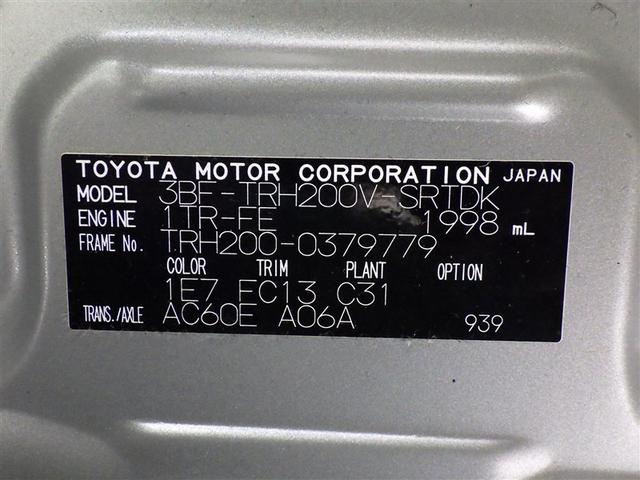 TOYOTA MOTOR CORPORATION JAPAN
MODEL 3BF-TRH200V-SRTDK
ENGINE 1TR-FE 1998 mL
FRAME No. TRH200-0379779
COLOR TRIM PLANT OPTION
1E7 FC13 C31
TRANS./AXLE AC60E A06A 939